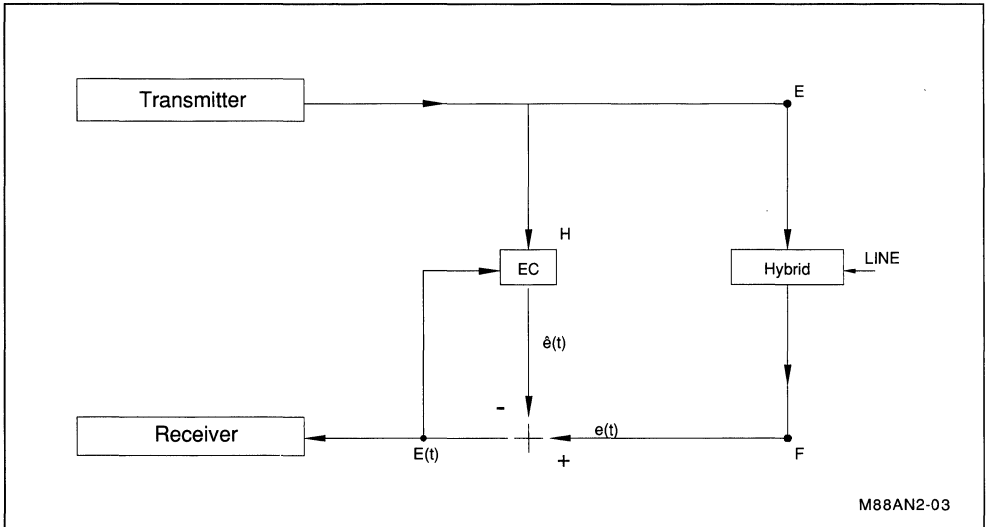 Transmitter
E
H
EC
Hybrid
LINE
ê(t)
-
Receiver
E(t)
+
e(t)
F
M88AN2-03